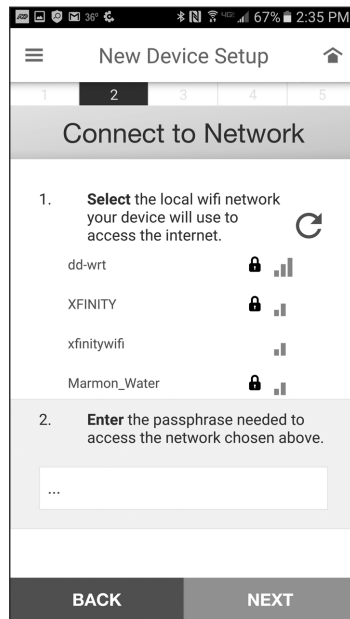 36° 4G LTE 67% 2:35 PM
New Device Setup
1 2 3 4 5
Connect to Network
1. Select the local wifi network
your device will use to
access the internet.
dd-wrt
XFINITY
xfinitywifi
Marmon_Water
2. Enter the passphrase needed to
access the network chosen above.
...
BACK NEXT